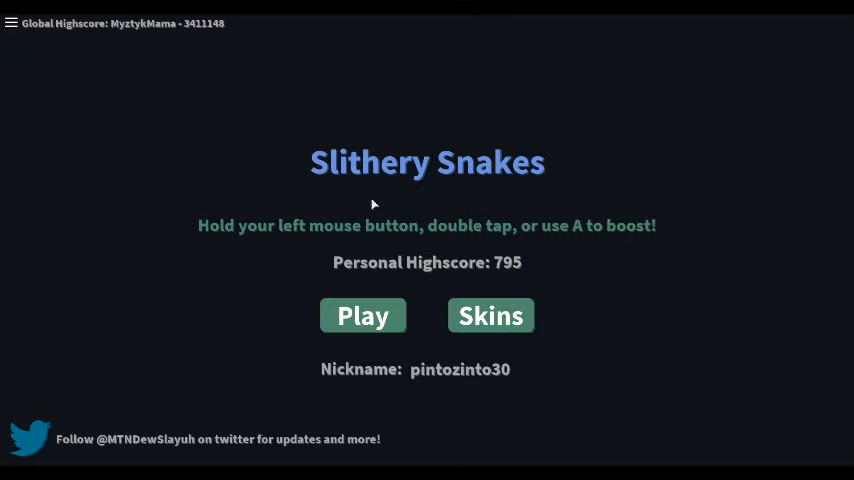 Global Highscore: MyztykMama - 3411148
Slithery Snakes
Hold your left mouse button, double tap, or use A to boost!
Personal Highscore: 795
Play Skins
Nickname: pintozinto30
Follow @MTNDewSlayuh on twitter for updates and more!